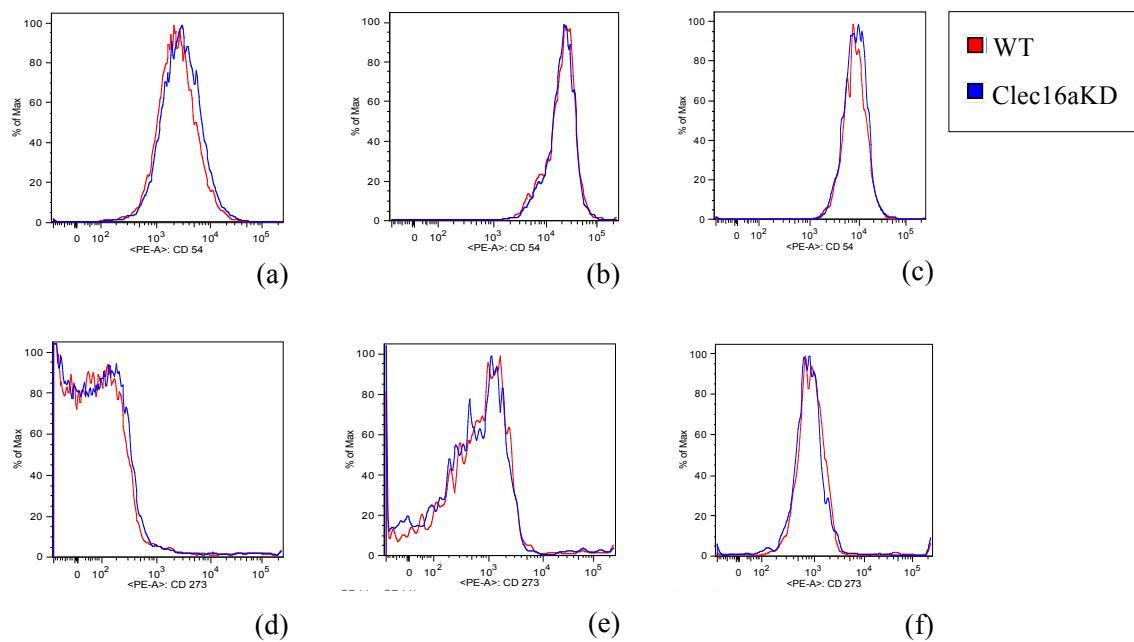 100
80
60
40
20
0
% of Max
0 10² 10³ 10⁴ 10⁵
<PE-A>: CD 54
(a)
100
80
60
40
20
0
% of Max
0 10² 10³ 10⁴ 10⁵
<PE-A>: CD 54
(b)
100
80
60
40
20
0
% of Max
0 10² 10³ 10⁴ 10⁵
<PE-A>: CD 54
(c)
WT
Clec16aKD
100
80
60
40
20
0
% of Max
0 10² 10³ 10⁴ 10⁵
<PE-A>: CD 273
(d)
100
80
60
40
20
0
% of Max
0 10² 10³ 10⁴ 10⁵
<PE-A>: CD 273
(e)
100
80
60
40
20
0
% of Max
0 10² 10³ 10⁴ 10⁵
<PE-A>: CD 273
(f)